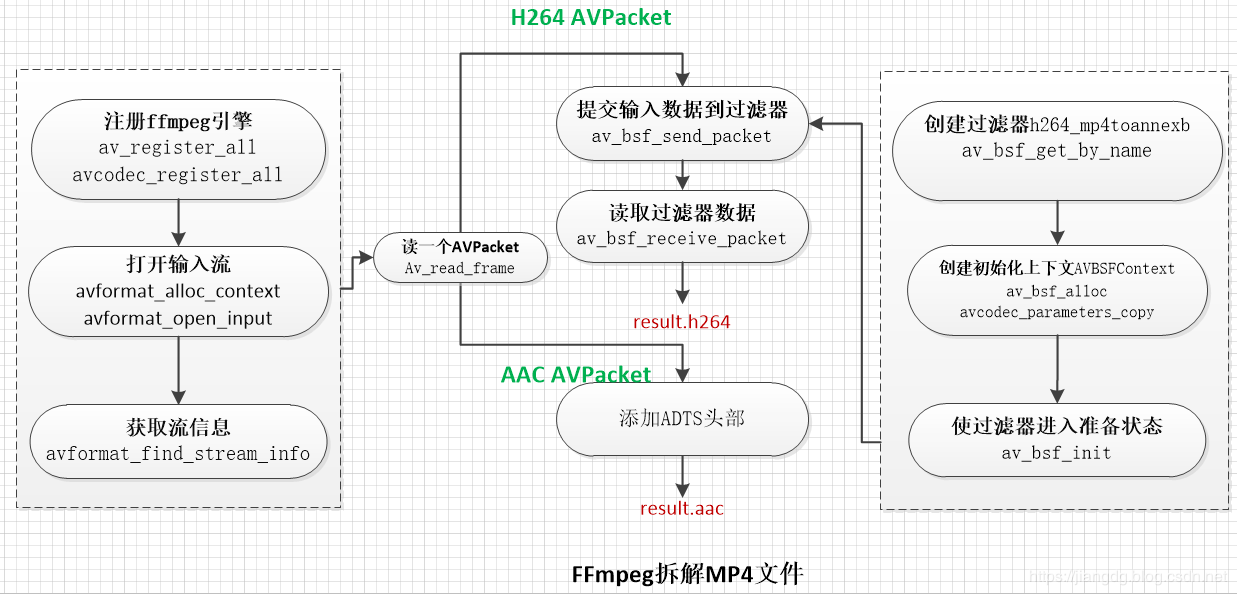 H264 AVPacket
注册ffmpeg引擎
av_register_all
avcodec_register_all
打开输入流
avformat_alloc_context
avformat_open_input
获取流信息
avformat_find_stream_info
读一个AVPacket
Av_read_frame
提交输入数据到过滤器
av_bsf_send_packet
读取过滤器数据
av_bsf_receive_packet
result.h264
AAC AVPacket
添加ADTS头部
result.aac
创建过滤器h264_mp4toannexb
av_bsf_get_by_name
创建初始化上下文AVBSFContext
av_bsf_alloc
avcodec_parameters_copy
使过滤器进入准备状态
av_bsf_init
FFmpeg拆解MP4文件
https://jiangdg.blog.csdn.net